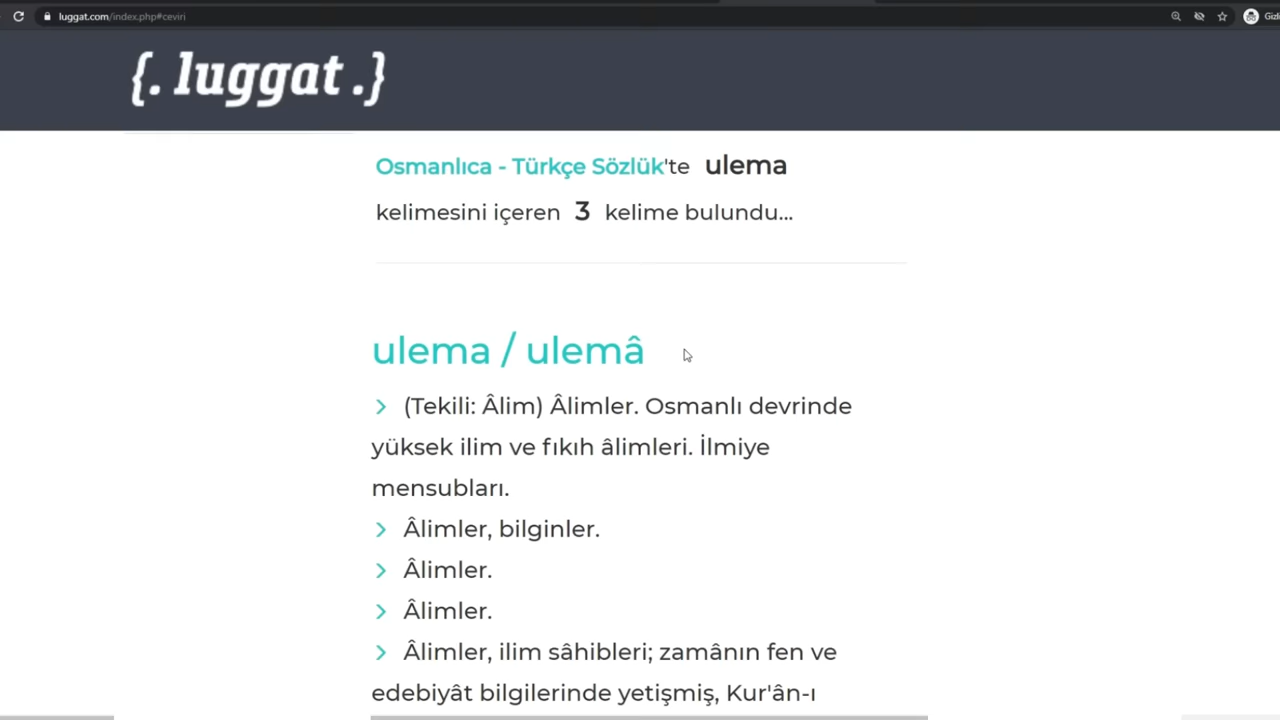 luggat.com/index.php#ceviri
Gizl
{. luggat .}
Osmanlıca - Türkçe Sözlük'te ulema
kelimesini içeren 3 kelime bulundu...
ulema / ulemâ
> (Tekili: Âlim) Âlimler. Osmanlı devrinde
yüksek ilim ve fıkıh âlimleri. İlmiye
mensubları.
> Âlimler, bilginler.
> Âlimler.
> Âlimler.
> Âlimler, ilim sâhibleri; zamânın fen ve
edebiyât bilgilerinde yetişmiş, Kur'ân-ı